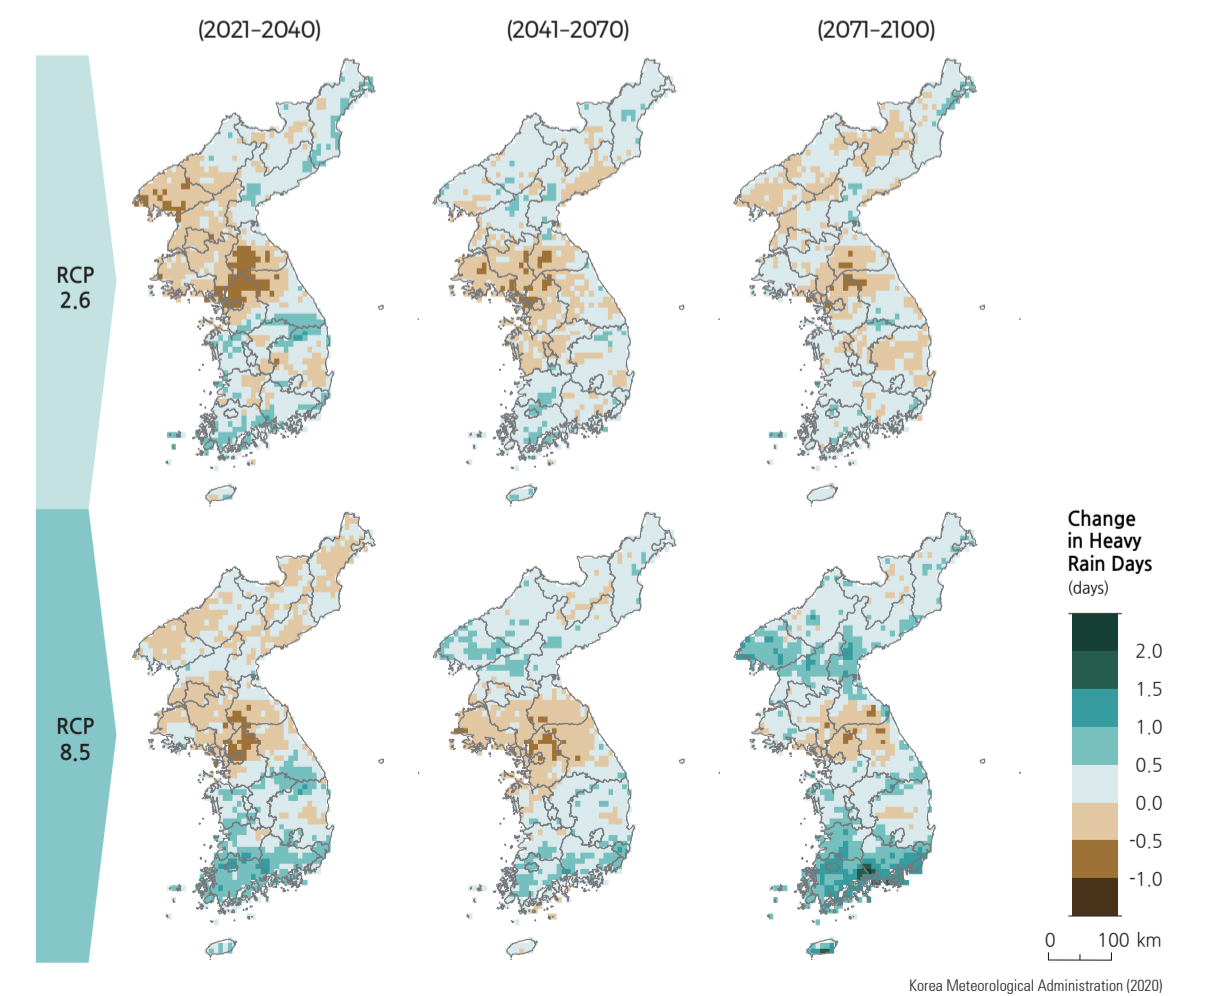 (2021-2040)
(2041-2070)
(2071-2100)
RCP
2.6
RCP
8.5
Change
in Heavy
Rain Days
(days)
2.0
1.5
1.0
0.5
0.0
-0.5
-1.0
0 100 km
Korea Meteorological Administration (2020)